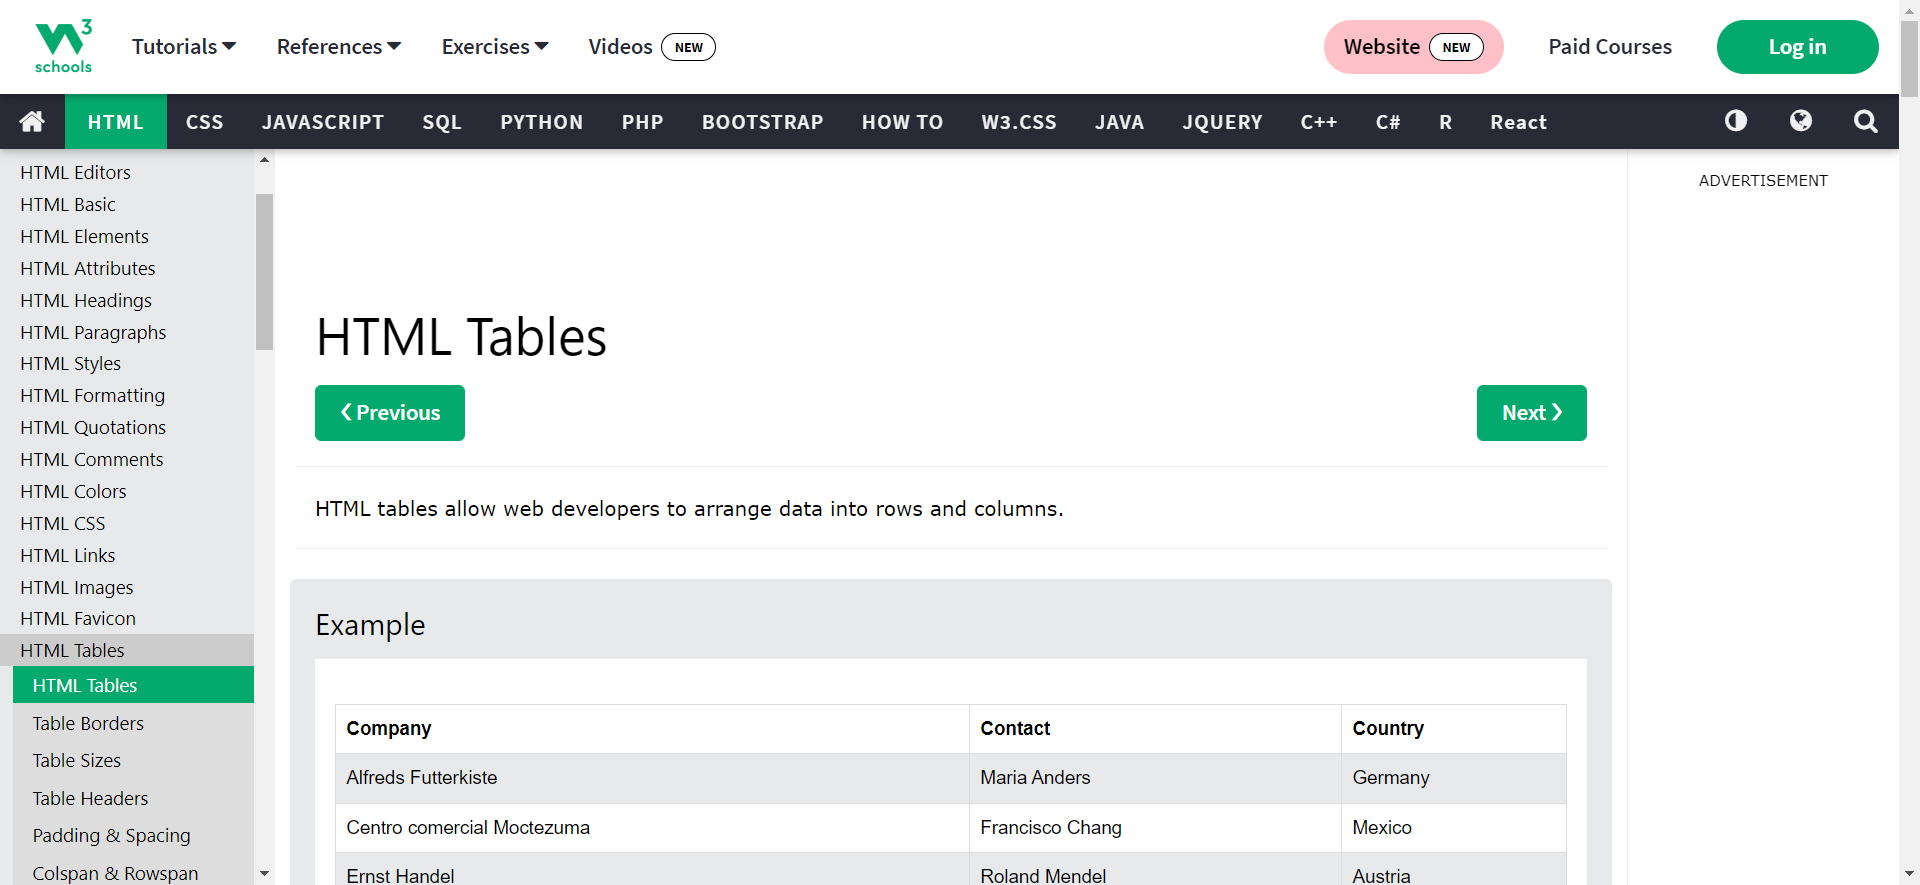 3
schools
Tutorials
References
Exercises
Videos NEW
Website NEW
Paid Courses
Log in
HTML
CSS
JAVASCRIPT
SQL
PYTHON
PHP
BOOTSTRAP
HOW TO
W3.CSS
JAVA
JQUERY
C++
C#
R
React
HTML Editors
HTML Basic
HTML Elements
HTML Attributes
HTML Headings
HTML Paragraphs
HTML Styles
HTML Formatting
HTML Quotations
HTML Comments
HTML Colors
HTML CSS
HTML Links
HTML Images
HTML Favicon
HTML Tables
HTML Tables
Table Borders
Table Sizes
Table Headers
Padding & Spacing
Colspan & Rowspan
HTML Tables
❮ Previous
Next ❯
HTML tables allow web developers to arrange data into rows and columns.
Example
Company Contact Country
Alfreds Futterkiste Maria Anders Germany
Centro comercial Moctezuma Francisco Chang Mexico
Ernst Handel Roland Mendel Austria
ADVERTISEMENT